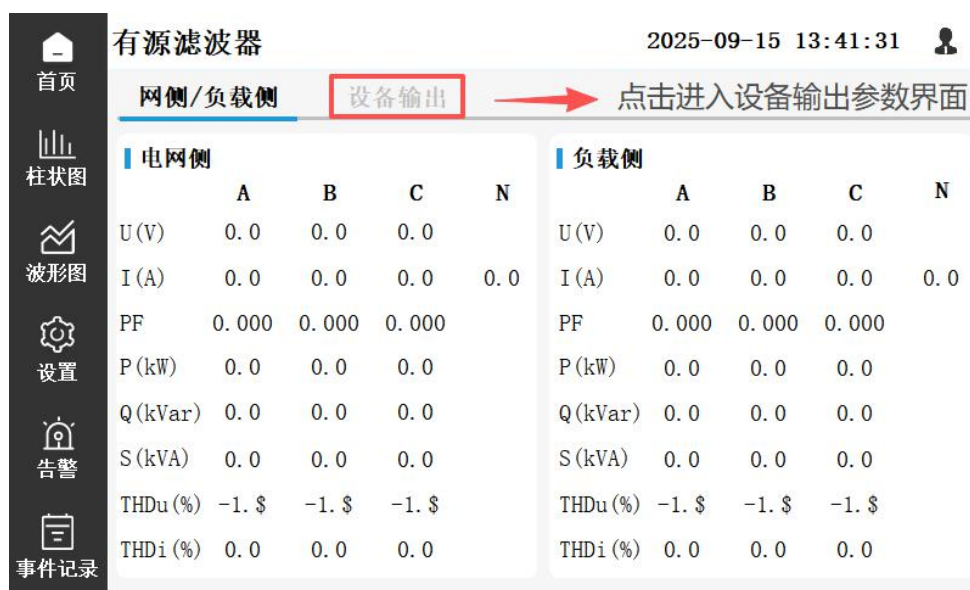 有源滤波器 2025-09-15 13:41:31
首页
网侧/负载侧 设备输出 点击进入设备输出参数界面
柱状图
波形图
设置
告警
事件记录
电网侧
A B C N
U(V) 0.0 0.0 0.0
I(A) 0.0 0.0 0.0 0.0
PF 0.000 0.000 0.000
P(kW) 0.0 0.0 0.0
Q(kVar) 0.0 0.0 0.0
S(kVA) 0.0 0.0 0.0
THDu(%) -1.$ -1.$ -1.$
THDi(%) 0.0 0.0 0.0
负载侧
A B C N
U(V) 0.0 0.0 0.0
I(A) 0.0 0.0 0.0 0.0
PF 0.000 0.000 0.000
P(kW) 0.0 0.0 0.0
Q(kVar) 0.0 0.0 0.0
S(kVA) 0.0 0.0 0.0
THDu(%) -1.$ -1.$ -1.$
THDi(%) 0.0 0.0 0.0